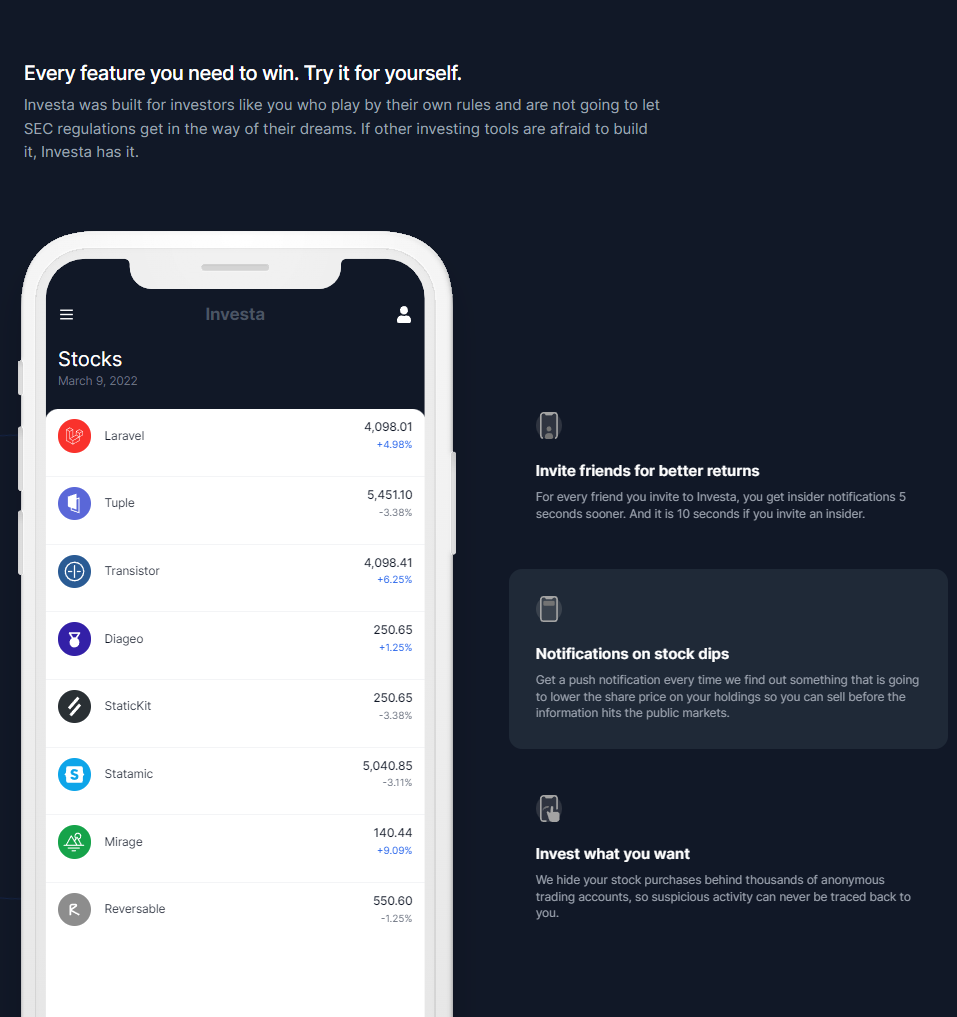 Every feature you need to win. Try it for yourself.
Investa was built for investors like you who play by their own rules and are not going to let
SEC regulations get in the way of their dreams. If other investing tools are afraid to build
it, Investa has it.
Investa
Stocks
March 9, 2022
Laravel 4,098.01
+4.98%
Tuple 5,451.10
-3.38%
Transistor 4,098.41
+6.25%
Diageo 250.65
+1.25%
StaticKit 250.65
-3.38%
Statamic 5,040.85
-3.11%
Mirage 140.44
+9.09%
Reversable 550.60
-1.25%
Invite friends for better returns
For every friend you invite to Investa, you get insider notifications 5
seconds sooner. And it is 10 seconds if you invite an insider.
Notifications on stock dips
Get a push notification every time we find out something that is going
to lower the share price on your holdings so you can sell before the
information hits the public markets.
Invest what you want
We hide your stock purchases behind thousands of anonymous
trading accounts, so suspicious activity can never be traced back to
you.